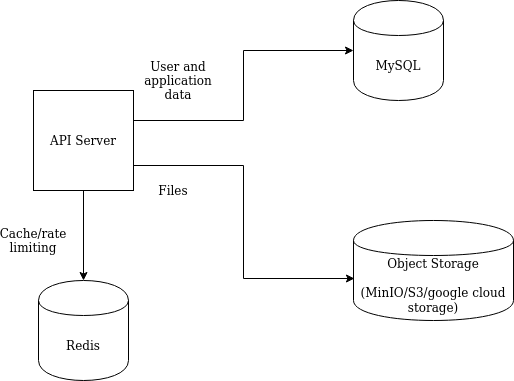 User and
application
data
MySQL
API Server
Files
Cache/rate
limiting
Object Storage
(MinIO/S3/google cloud
storage)
Redis